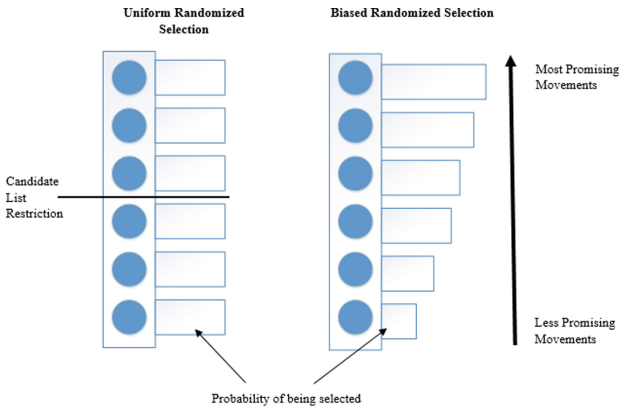 Uniform Randomized
Selection
Biased Randomized Selection
Most Promising
Movements
Candidate
List
Restriction
Less Promising
Movements
Probability of being selected